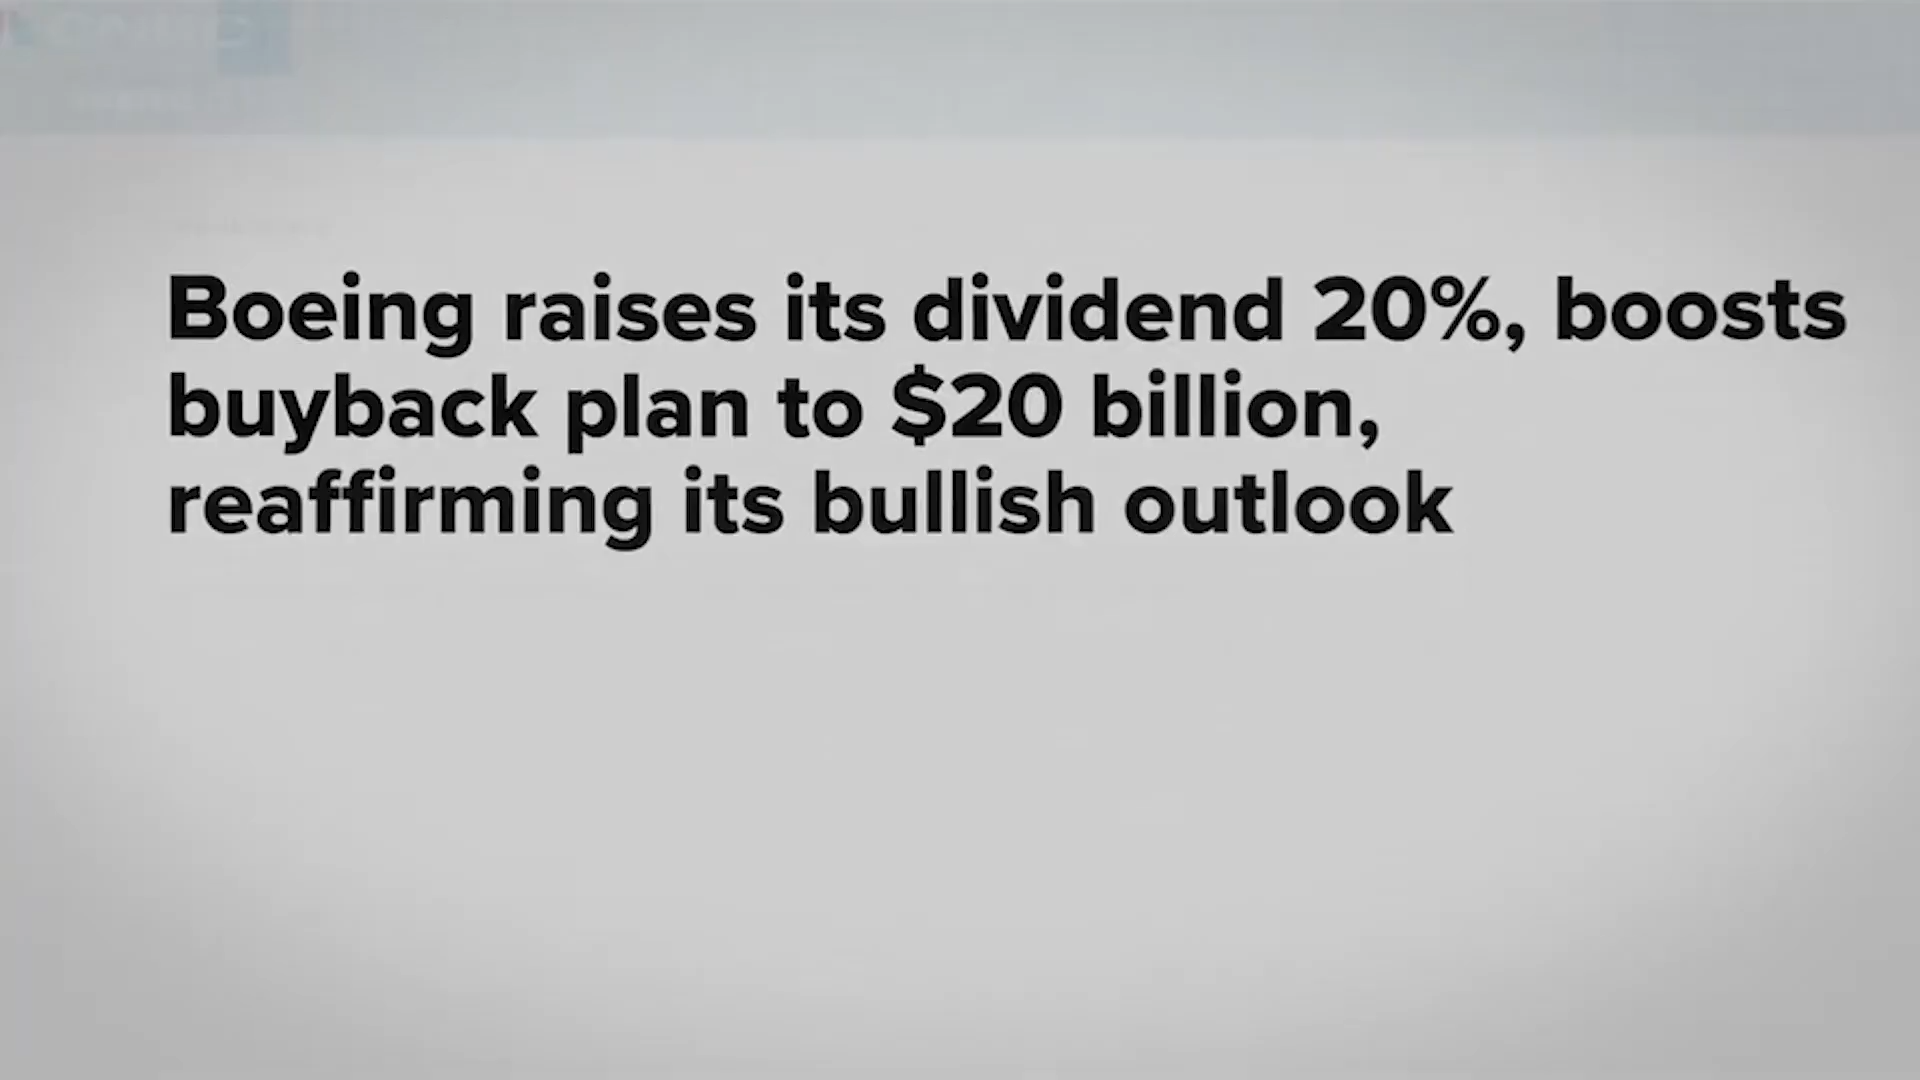 Boeing raises its dividend 20%, boosts
buyback plan to $20 billion,
reaffirming its bullish outlook